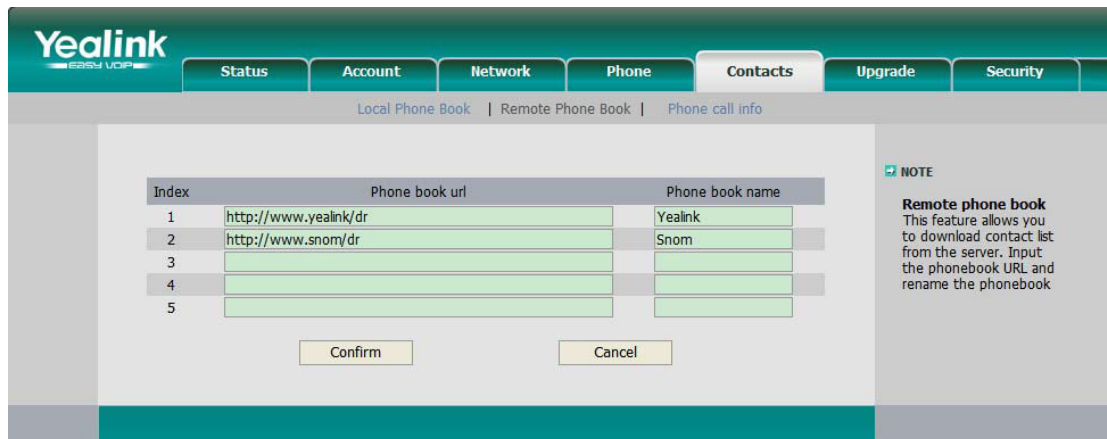 Yealink
EASY VOIP
Status Account Network Phone Contacts Upgrade Security
Local Phone Book | Remote Phone Book | Phone call info
NOTE
Index Phone book url Phone book name
Remote phone book
1 http://www.yealink/dr Yealink
This feature allows you
2 http://www.snom/dr Snom
to download contact list
from the server. Input
3
the phonebook URL and
4
rename the phonebook
5
Confirm Cancel